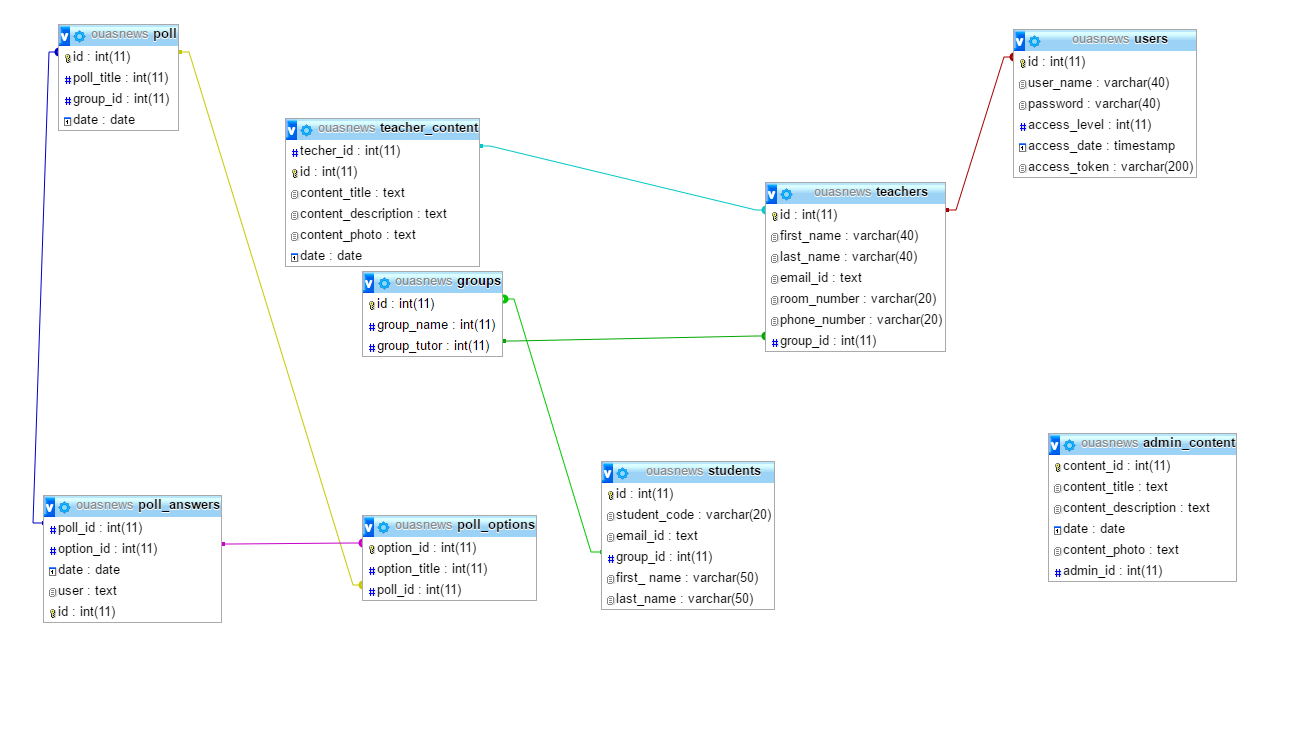 ouasnews poll
id : int(11)
poll_title : int(11)
group_id : int(11)
date : date
ouasnews users
id : int(11)
user_name : varchar(40)
password : varchar(40)
access_level : int(11)
access_date : timestamp
access_token : varchar(200)
ouasnews teacher_content
techer_id : int(11)
id : int(11)
content_title : text
content_description : text
content_photo : text
date : date
ouasnews teachers
id : int(11)
first_name : varchar(40)
last_name : varchar(40)
email_id : text
room_number : varchar(20)
phone_number : varchar(20)
group_id : int(11)
ouasnews groups
id : int(11)
group_name : int(11)
group_tutor : int(11)
ouasnews admin_content
content_id : int(11)
content_title : text
content_description : text
date : date
content_photo : text
admin_id : int(11)
ouasnews students
id : int(11)
student_code : varchar(20)
email_id : text
group_id : int(11)
first_ name : varchar(50)
last_name : varchar(50)
ouasnews poll_answers
poll_id : int(11)
option_id : int(11)
date : date
user : text
id : int(11)
ouasnews poll_options
option_id : int(11)
option_title : int(11)
poll_id : int(11)